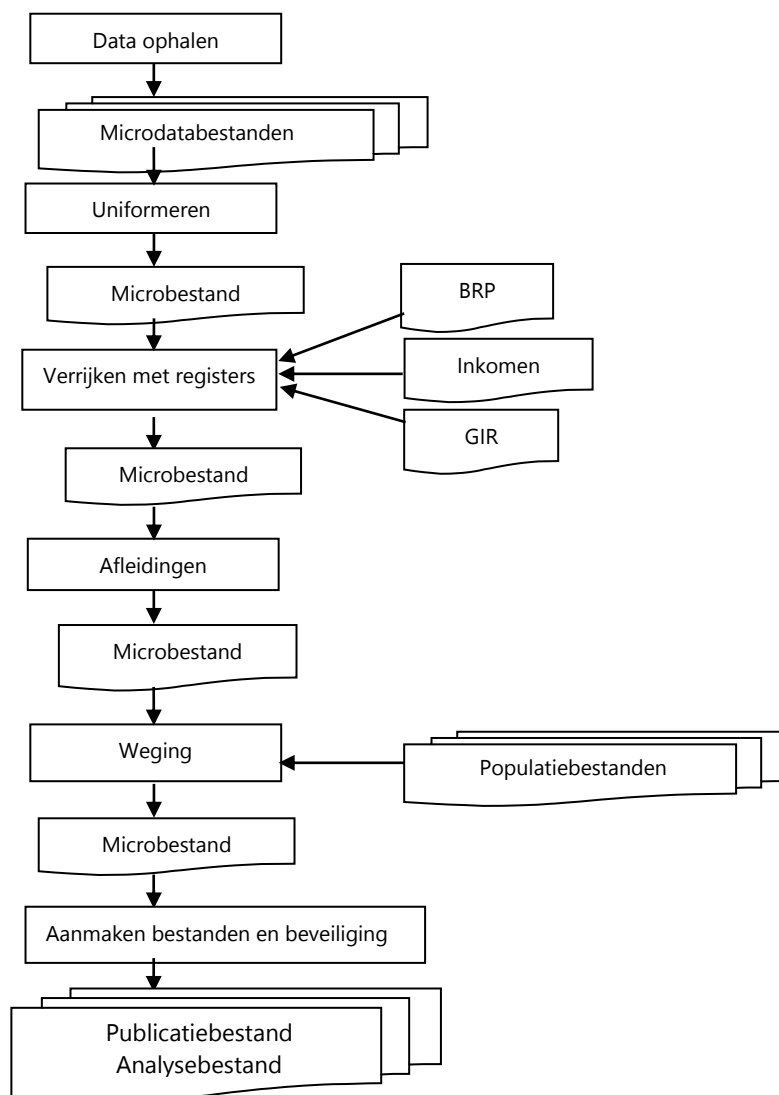 Data ophalen
Microdatabestanden
Uniformeren
Microbestand
BRP
Verrijken met registers
Inkomen
GIR
Microbestand
Afleidingen
Microbestand
Weging
Populatiebestanden
Microbestand
Aanmaken bestanden en beveiliging
Publicatiebestand
Analysebestand